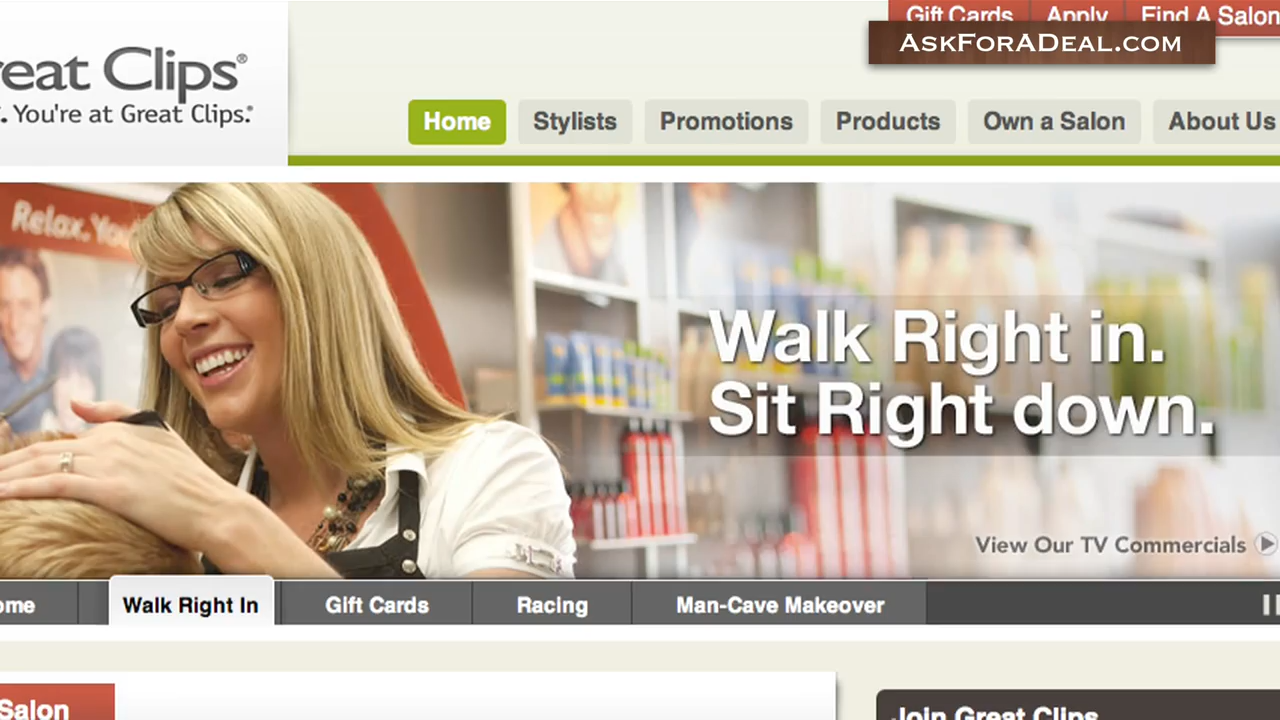 Gift Cards Apply Find A Salon
AskForADeal.com
reat Clips®
. You're at Great Clips.®
Home Stylists Promotions Products Own a Salon About Us
Relax. You'
Walk Right in.
Sit Right down.
View Our TV Commercials
ome Walk Right In Gift Cards Racing Man-Cave Makeover
Salon
Join Great Clips